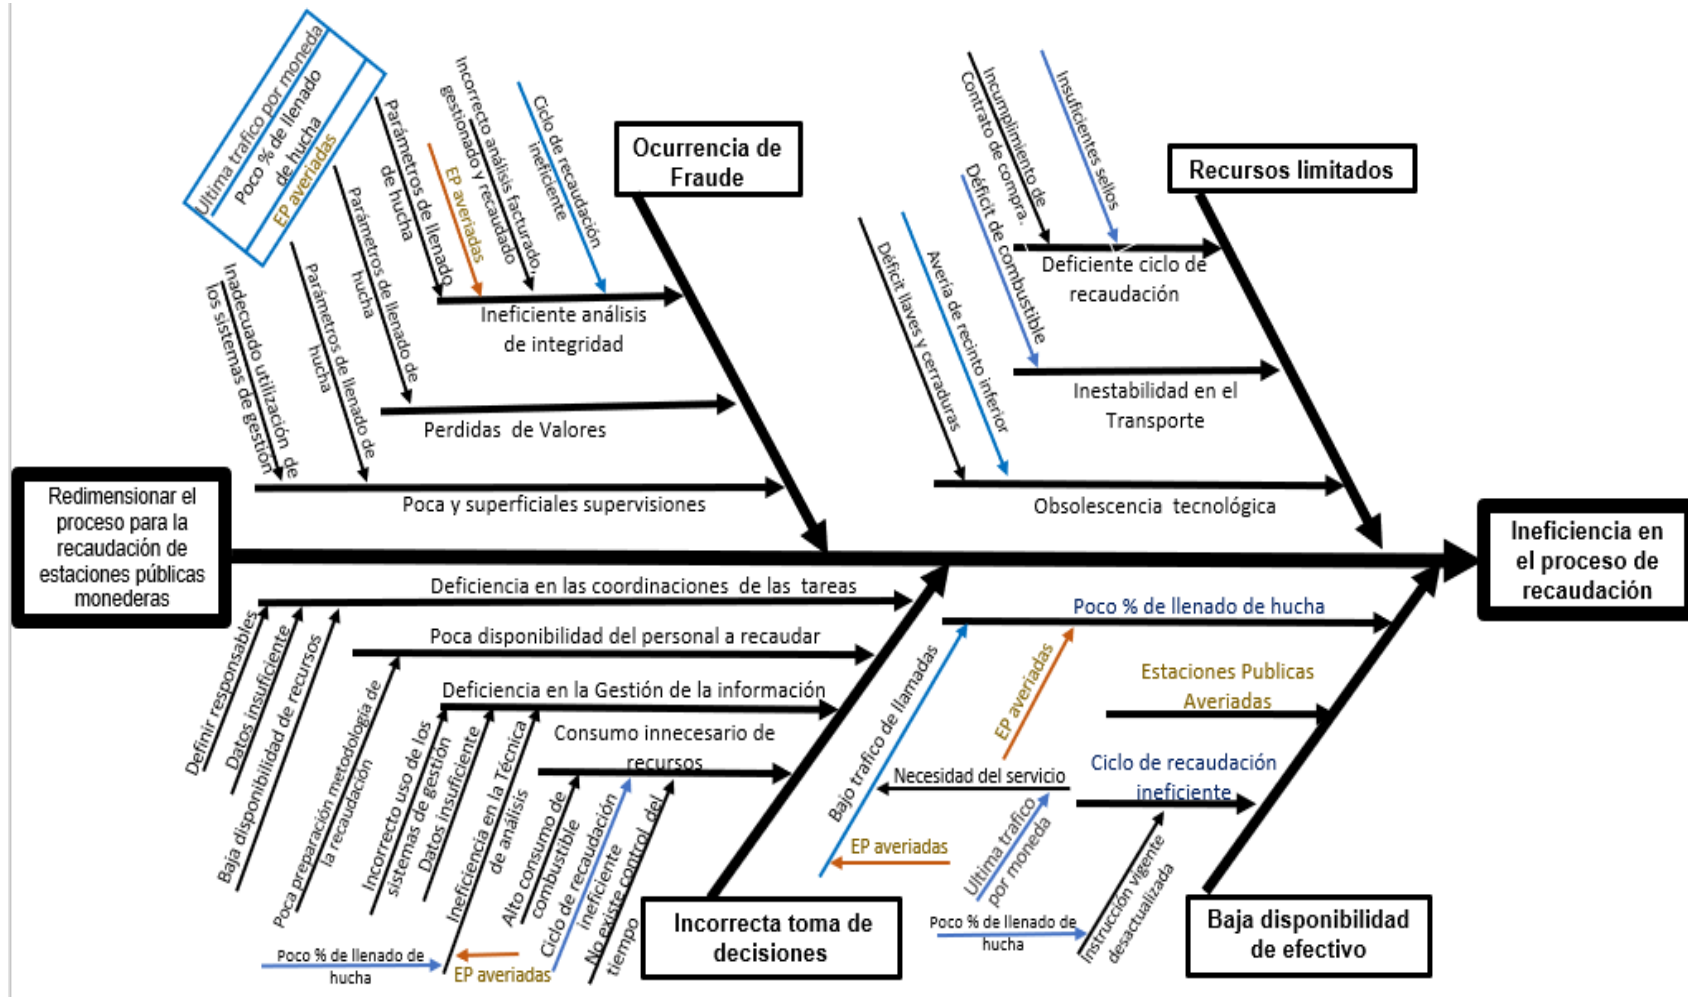 Ultima trafico por moneda
Poco % de llenado
de hucha
EP averiadas
Inadecuado utilización de
los sistemas de gestión
Parámetros de llenado de
hucha
Parámetros de llenado de
hucha
Parámetros de llenado
de hucha
EP averiadas
Incorrecto análisis facturado,
gestionado y recaudado
Ciclo de recaudación
ineficiente
Ocurrencia de
Fraude
Ineficiente análisis
de integridad
Perdidas de Valores
Poca y superficiales supervisiones
Incumplimiento de
Contrato de compra.
Insuficientes sellos
Recursos limitados
Deficiente ciclo de
recaudación
Déficit de combustible
Inestabilidad en el
Transporte
Déficit llaves y cerraduras
Avería de recinto inferior
Obsolescencia tecnológica
Redimensionar el
proceso para la
recaudación de
estaciones públicas
monederas
Ineficiencia en
el proceso de
recaudación
Deficiencia en las coordinaciones de las tareas
Definir responsables
Datos insuficiente
Baja disponibilidad de recursos
Poca disponibilidad del personal a recaudar
Poca preparación metodología de
la recaudación
Deficiencia en la Gestión de la información
Incorrecto uso de los
sistemas de gestión
Datos insuficiente
Ineficiencia en la Técnica
de análisis
Poco % de llenado de
hucha
EP averiadas
Consumo innecesario de
recursos
Alto consumo de
combustible
Ciclo de recaudación
ineficiente
No existe control del
tiempo
Incorrecta toma de
decisiones
Poco % de llenado de hucha
Bajo trafico de llamadas
EP averiadas
Necesidad del servicio
EP averiadas
Ultima trafico
por moneda
Estaciones Publicas
Averiadas
Ciclo de recaudación
ineficiente
Instrucción vigente
desactualizada
Poco % de llenado de
hucha
Baja disponibilidad
de efectivo